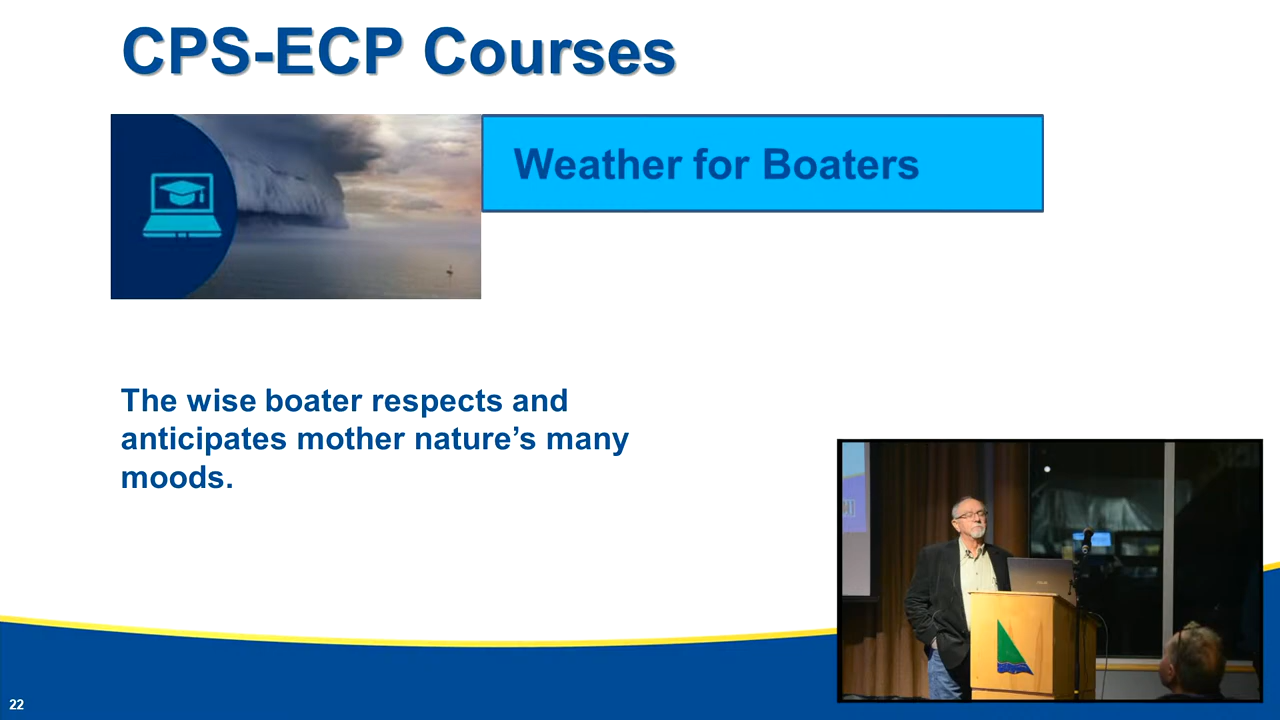 CPS-ECP Courses
Weather for Boaters
The wise boater respects and
anticipates mother nature’s many
moods.
22